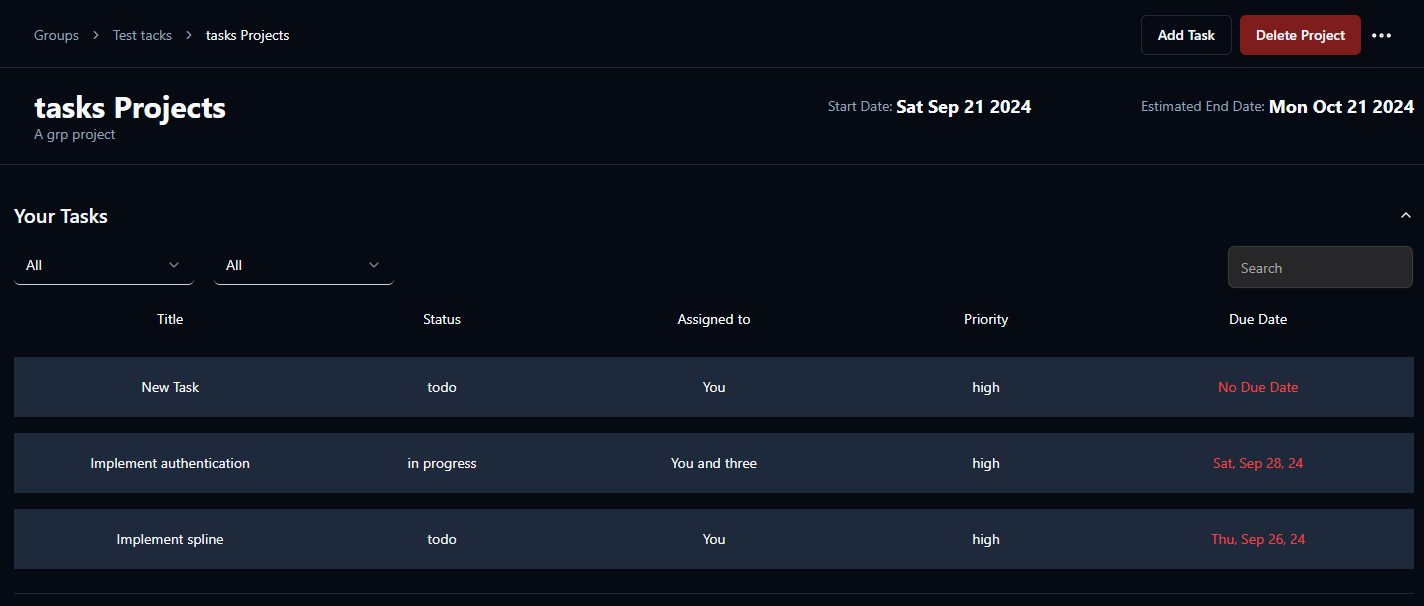 Groups > Test tacks > tasks Projects Add Task Delete Project •••
tasks Projects Start Date: Sat Sep 21 2024 Estimated End Date: Mon Oct 21 2024
A grp project
Your Tasks
All All Search
Title Status Assigned to Priority Due Date
New Task todo You high No Due Date
Implement authentication in progress You and three high Sat, Sep 28, 24
Implement spline todo You high Thu, Sep 26, 24